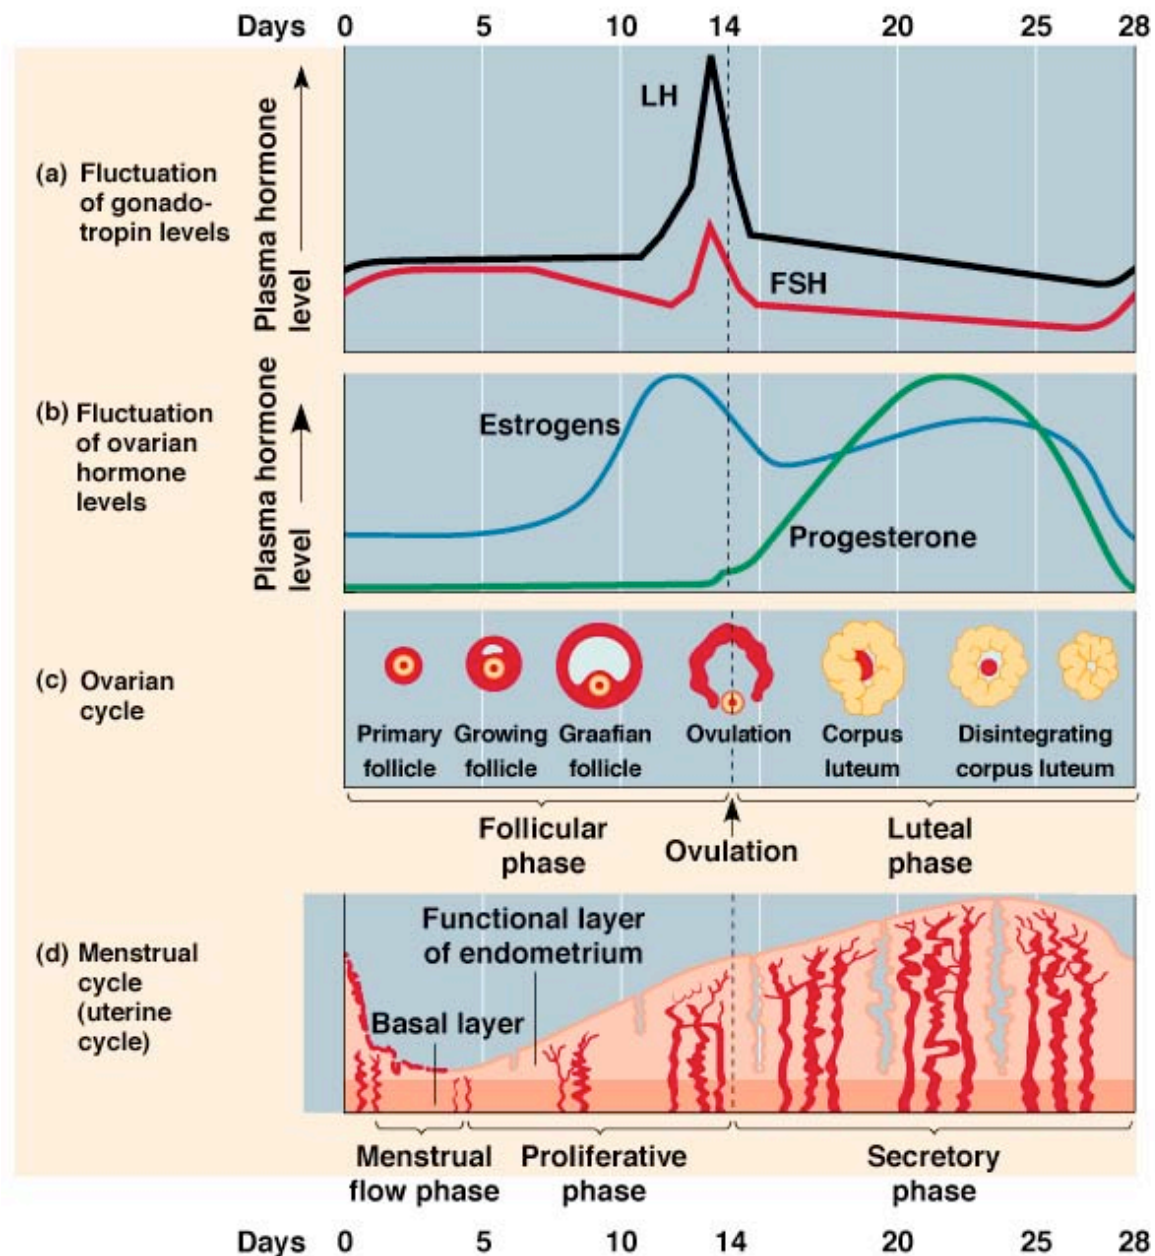 Days 0 5 10 14 20 25 28
LH
(a) Fluctuation
of gonado-
tropin levels
Plasma hormone
level
FSH
(b) Fluctuation
of ovarian
hormone
levels
Plasma hormone
level
Estrogens
Progesterone
(c) Ovarian
cycle
Primary
follicle
Growing
follicle
Graafian
follicle
Ovulation
Corpus
luteum
Disintegrating
corpus luteum
Follicular
phase
Ovulation
Luteal
phase
(d) Menstrual
cycle
(uterine
cycle)
Functional layer
of endometrium
Basal layer
Menstrual
flow phase
Proliferative
phase
Secretory
phase
Days 0 5 10 14 20 25 28